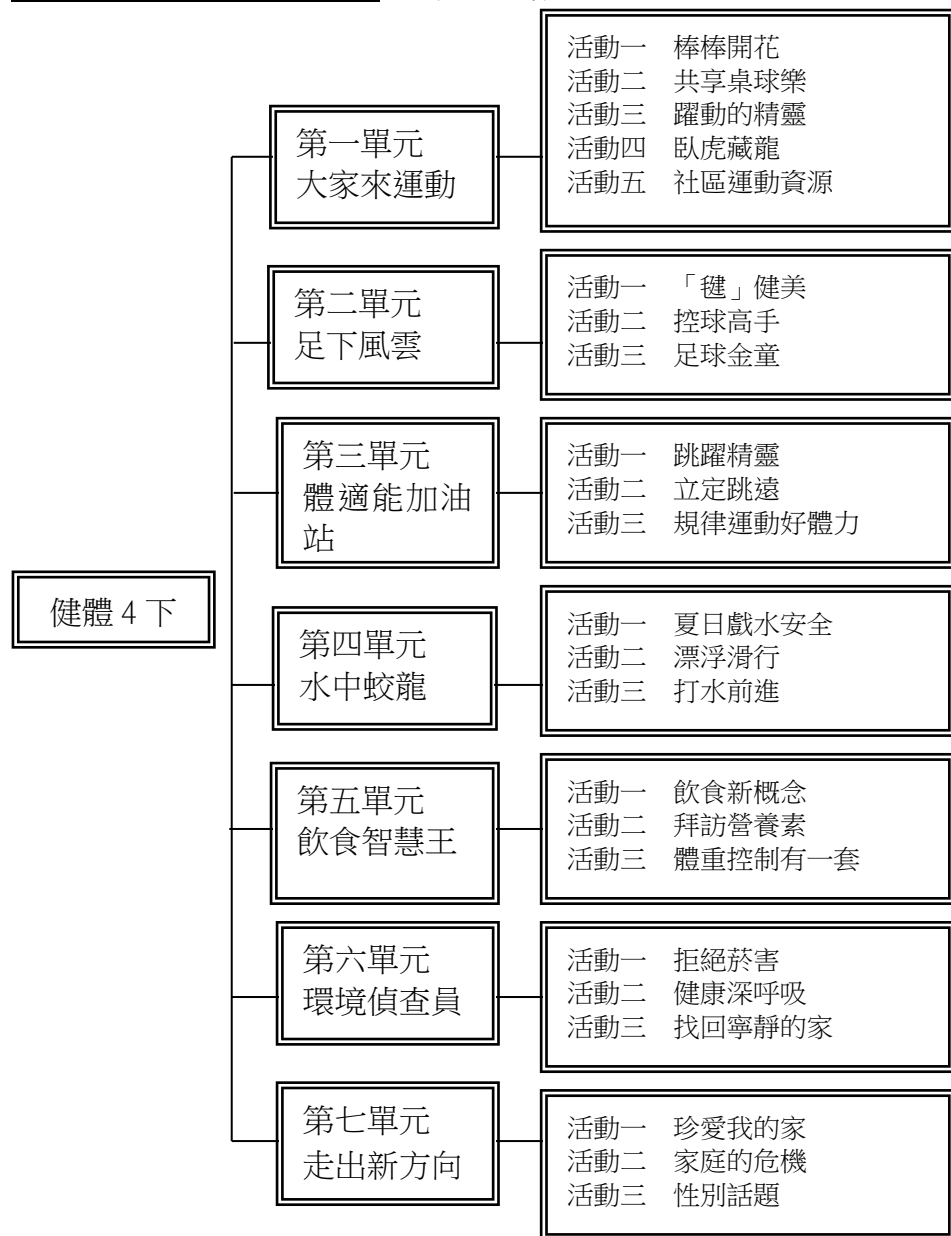 健體4下
第一單元
大家來運動
活動一　棒棒開花
活動二　共享桌球樂
活動三　躍動的精靈
活動四　臥虎藏龍
活動五　社區運動資源
第二單元
足下風雲
活動一　「毽」健美
活動二　控球高手
活動三　足球金童
第三單元
體適能加油
站
活動一　跳躍精靈
活動二　立定跳遠
活動三　規律運動好體力
第四單元
水中蛟龍
活動一　夏日戲水安全
活動二　漂浮滑行
活動三　打水前進
第五單元
飲食智慧王
活動一　飲食新概念
活動二　拜訪營養素
活動三　體重控制有一套
第六單元
環境偵查員
活動一　拒絕菸害
活動二　健康深呼吸
活動三　找回寧靜的家
第七單元
走出新方向
活動一　珍愛我的家
活動二　家庭的危機
活動三　性別話題